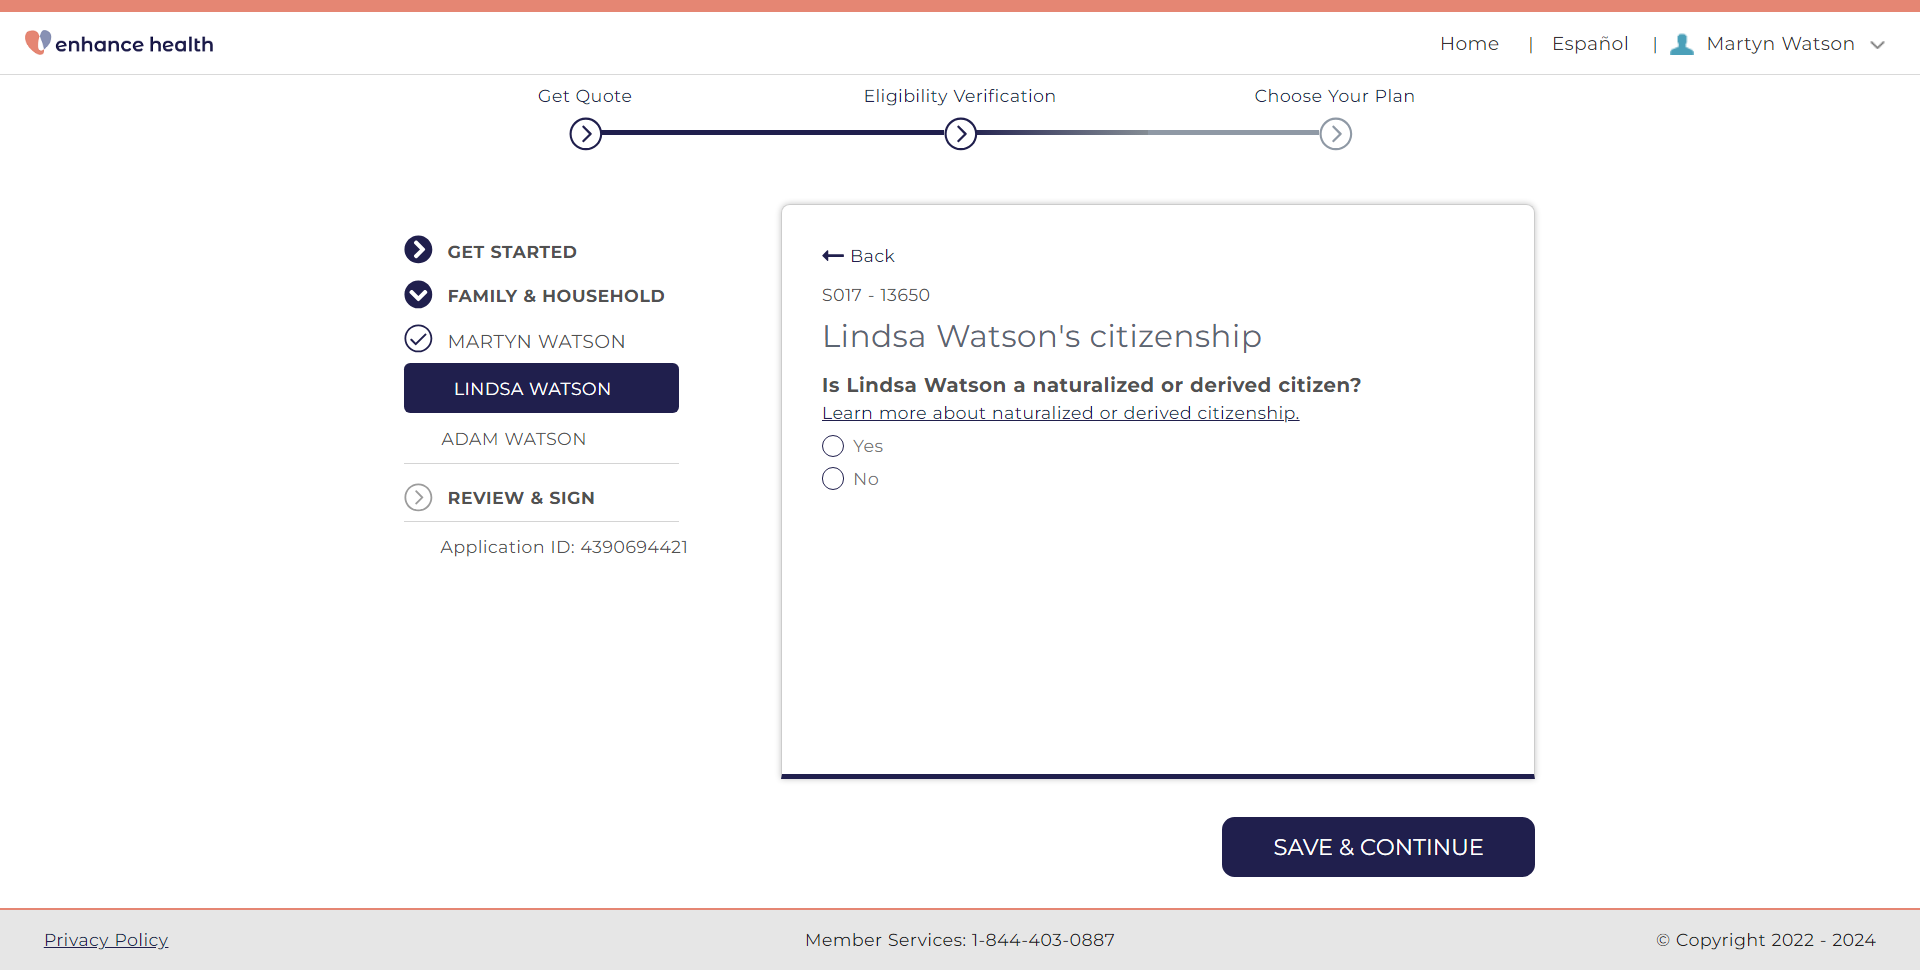 enhance health
Home | Español | Martyn Watson
Get Quote
Eligibility Verification
Choose Your Plan
GET STARTED
FAMILY & HOUSEHOLD
MARTYN WATSON
LINDSA WATSON
ADAM WATSON
REVIEW & SIGN
Application ID: 4390694421
Back
S017 - 13650
Lindsa Watson's citizenship
Is Lindsa Watson a naturalized or derived citizen?
Learn more about naturalized or derived citizenship.
Yes
No
SAVE & CONTINUE
Privacy Policy
Member Services: 1-844-403-0887
© Copyright 2022 - 2024